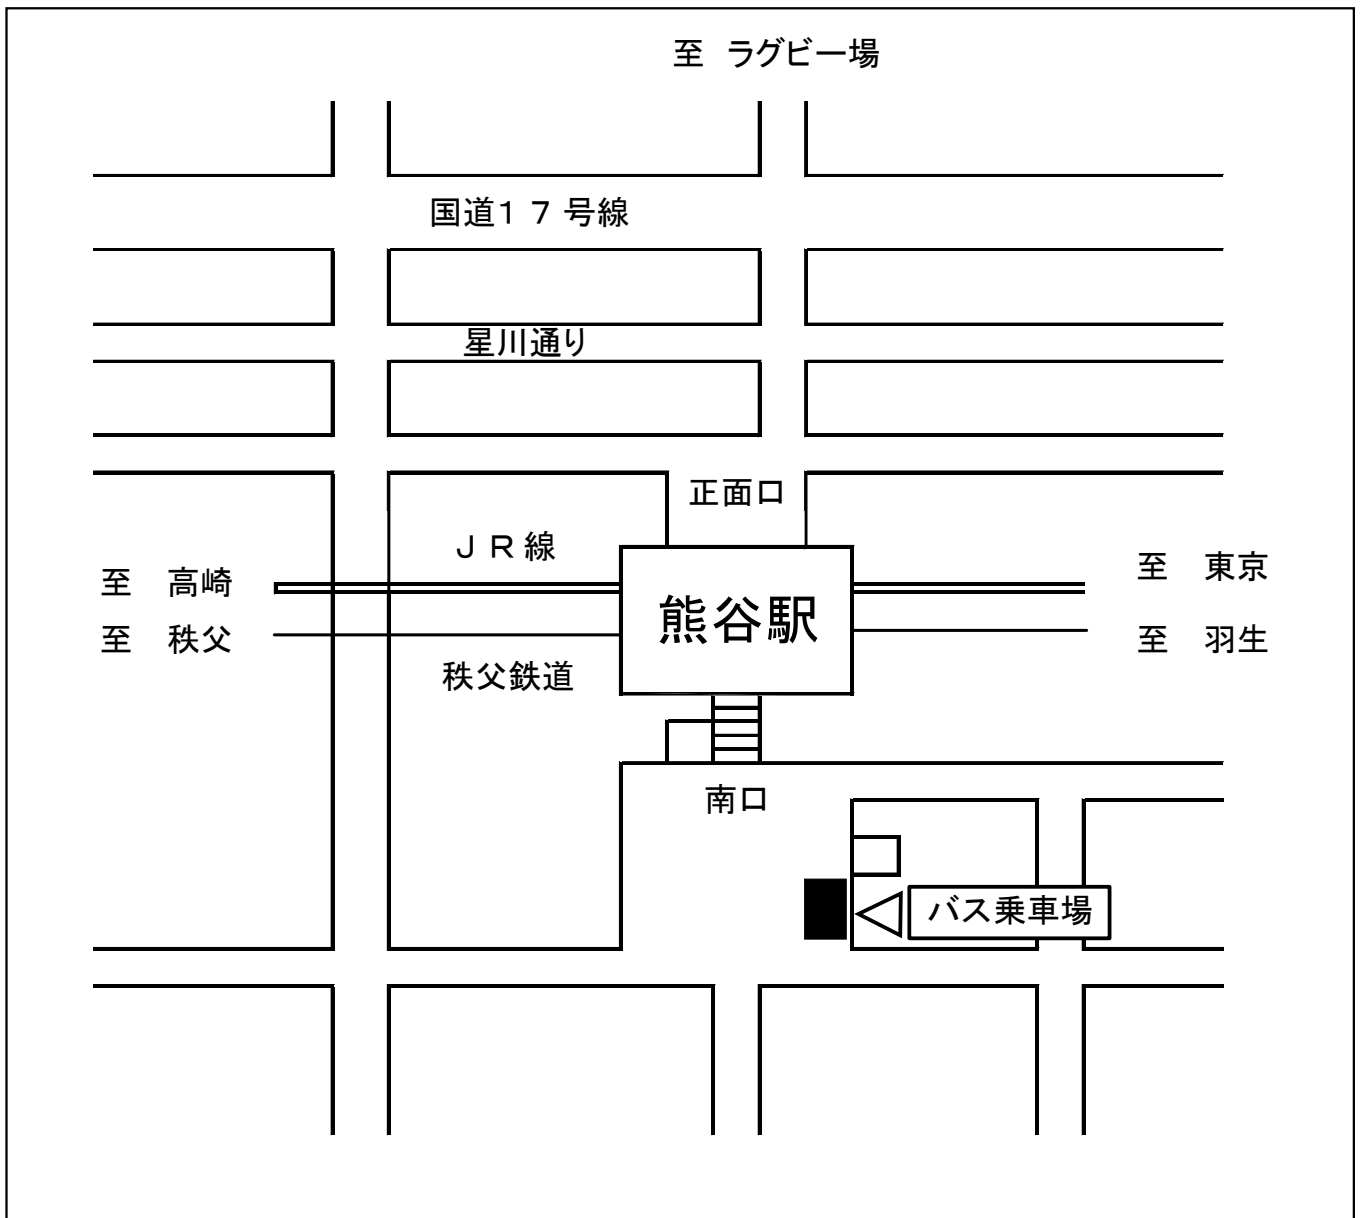 至　ラグビー場
国道１７号線
星川通り
正面口
ＪＲ線
至　高崎
至　東京
熊谷駅
至　秩父
至　羽生
秩父鉄道
南口
バス乗車場